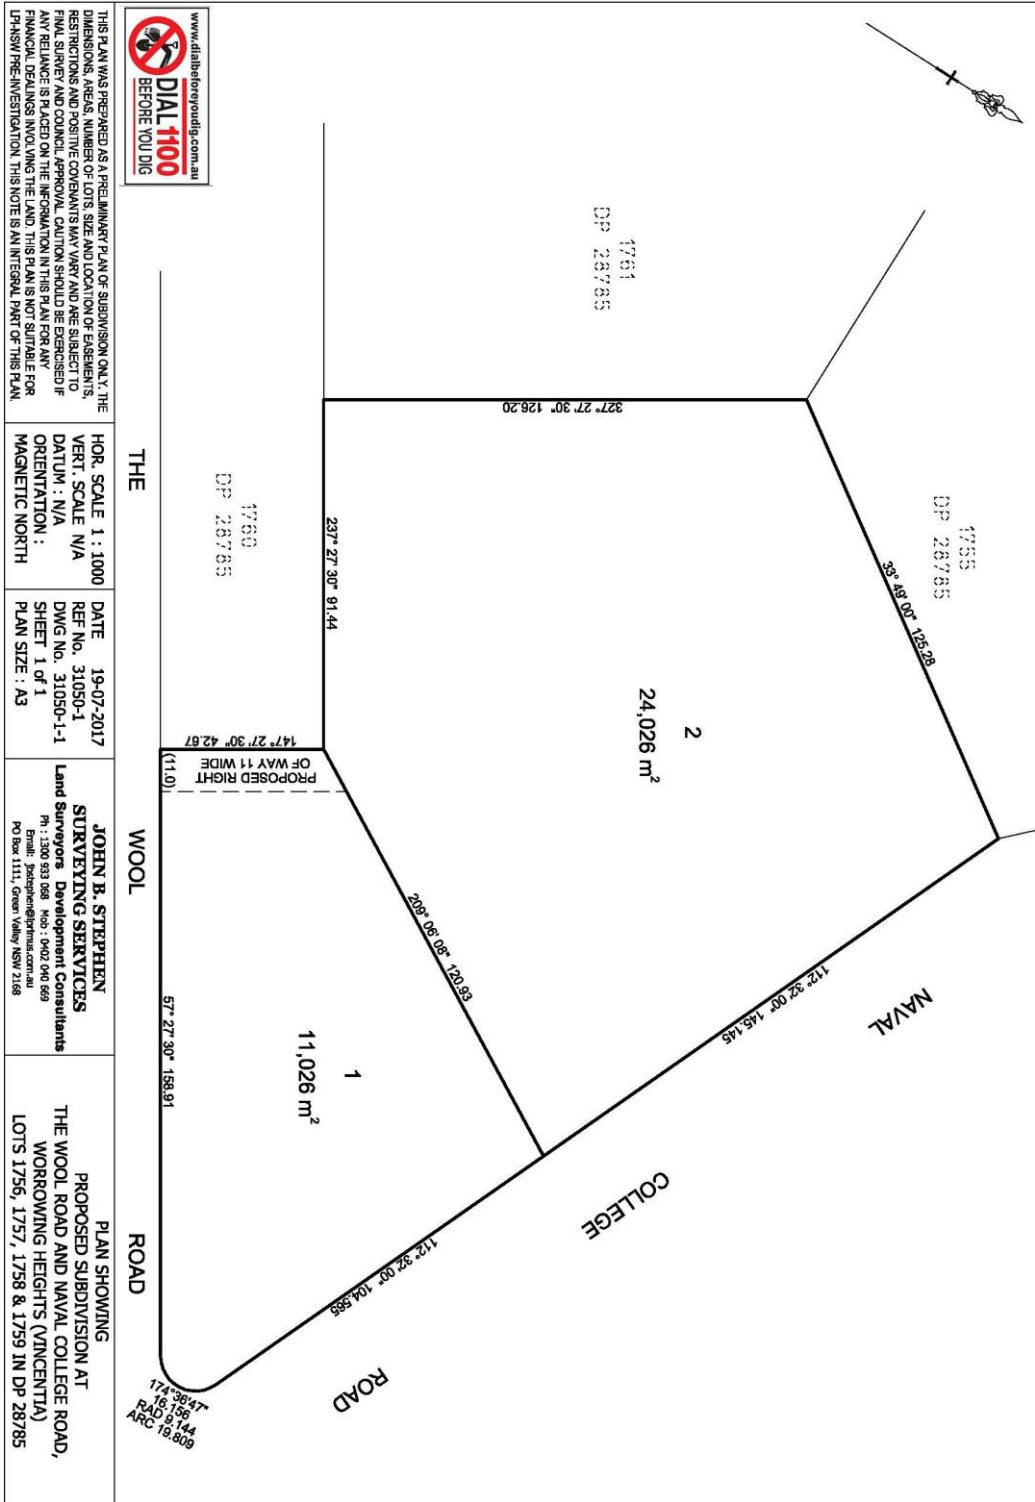 1761
DP 28785
1755
DP 28785
1760
DP 28785
327° 27' 30" 126.20
33° 49' 00" 125.28
237° 27' 30" 91.44
2
24,026 m²
147° 27' 30" 42.67
PROPOSED RIGHT
OF WAY 11 WIDE
(11.0)
209° 06' 08" 120.93
112° 32' 00" 145.145
1
11,026 m²
57° 27' 30" 158.91
112° 32' 00" 104.565
174°36'47"
16.156
RAD 9.144
ARC 19.809
NAVAL
COLLEGE
ROAD
THE
WOOL
ROAD
www.dialbeforeyoudig.com.au
DIAL1100
BEFORE YOU DIG
THIS PLAN WAS PREPARED AS A PRELIMINARY PLAN OF SUBDIVISION ONLY. THE
DIMENSIONS, AREAS, NUMBER OF LOTS, SIZE AND LOCATION OF EASEMENTS,
RESTRICTIONS AND POSITIVE COVENANTS MAY VARY AND ARE SUBJECT TO
FINAL SURVEY AND COUNCIL APPROVAL. CAUTION SHOULD BE EXERCISED IF
ANY RELIANCE IS PLACED ON THE INFORMATION IN THIS PLAN FOR ANY
FINANCIAL DEALINGS INVOLVING THE LAND. THIS PLAN IS NOT SUITABLE FOR
LPI-NSW PRE-INVESTIGATION. THIS NOTE IS AN INTEGRAL PART OF THIS PLAN.
HOR. SCALE 1 : 1000
VERT. SCALE N/A
DATUM : N/A
ORIENTATION :
MAGNETIC NORTH
DATE 19-07-2017
REF No. 31050-1
DWG No. 31050-1-1
SHEET 1 of 1
PLAN SIZE : A3
JOHN B. STEPHEN
SURVEYING SERVICES
Land Surveyors Development Consultants
Ph : 1300 933 068 Mob : 0402 040 669
Email: jbstephen@iprimus.com.au
PO Box 1111, Green Valley NSW 2168
PLAN SHOWING
PROPOSED SUBDIVISION AT
THE WOOL ROAD AND NAVAL COLLEGE ROAD,
WORROWING HEIGHTS (VINCENTIA)
LOTS 1756, 1757, 1758 & 1759 IN DP 28785